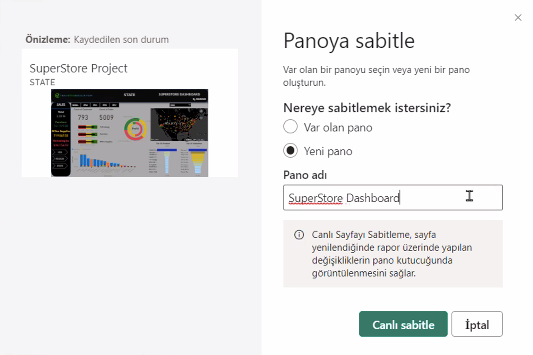 Önizleme: Kaydedilen son durum
SuperStore Project
STATE
STATE
SUPERSTORE DASHBOARD
SALES
793
5009
Panoya sabitle
Var olan bir panoyu seçin veya yeni bir pano
oluşturun.
Nereye sabitlemek istersiniz?
Var olan pano
Yeni pano
Pano adı
SuperStore Dashboard
Canlı Sayfayı Sabitleme, sayfa
yenilendiğinde rapor üzerinde yapılan
değişikliklerin pano kutucuğunda
görüntülenmesini sağlar.
Canlı sabitle
İptal